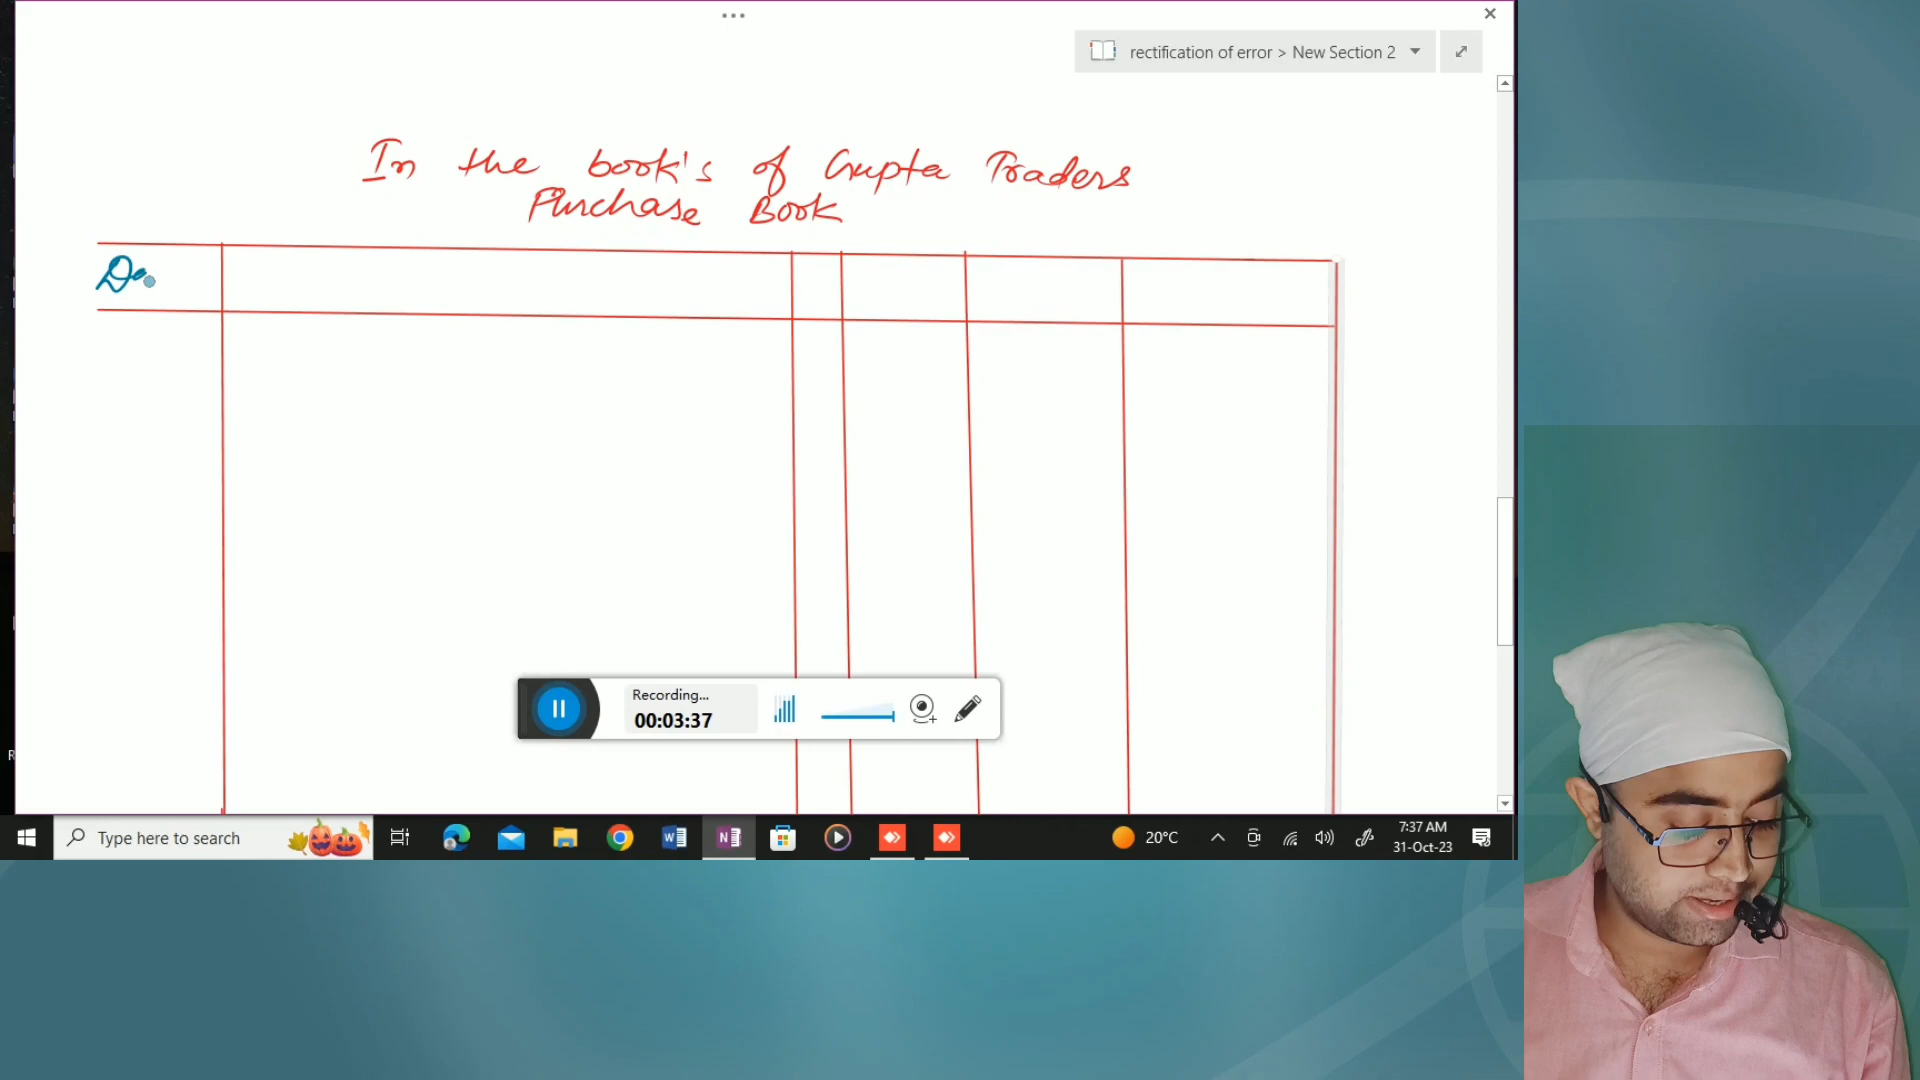 rectification of error > New Section 2
In the book's of Gupta Traders
Purchase Book
Da
Recording...
00:03:37
R
Type here to search
20°C
7:37 AM
31-Oct-23